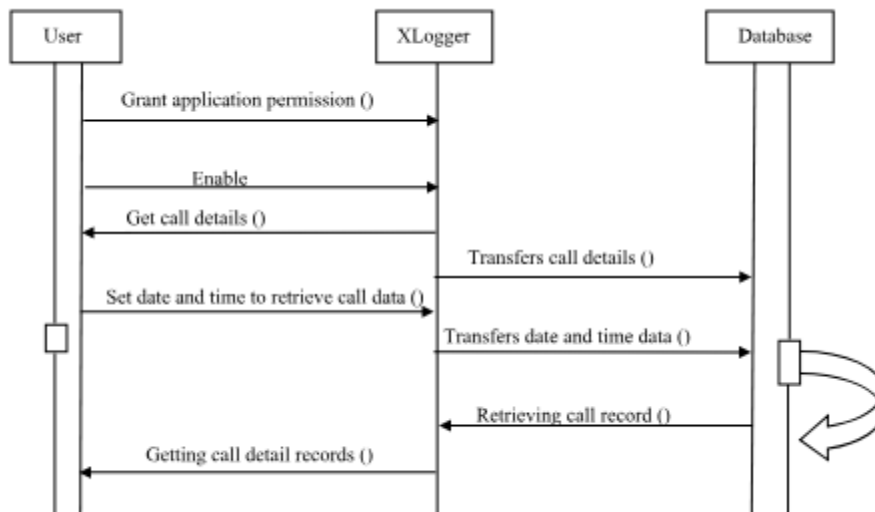 User
XLogger
Database
Grant application permission ()
Enable
Get call details ()
Transfers call details ()
Set date and time to retrieve call data ()
Transfers date and time data ()
Retrieving call record ()
Getting call detail records ()